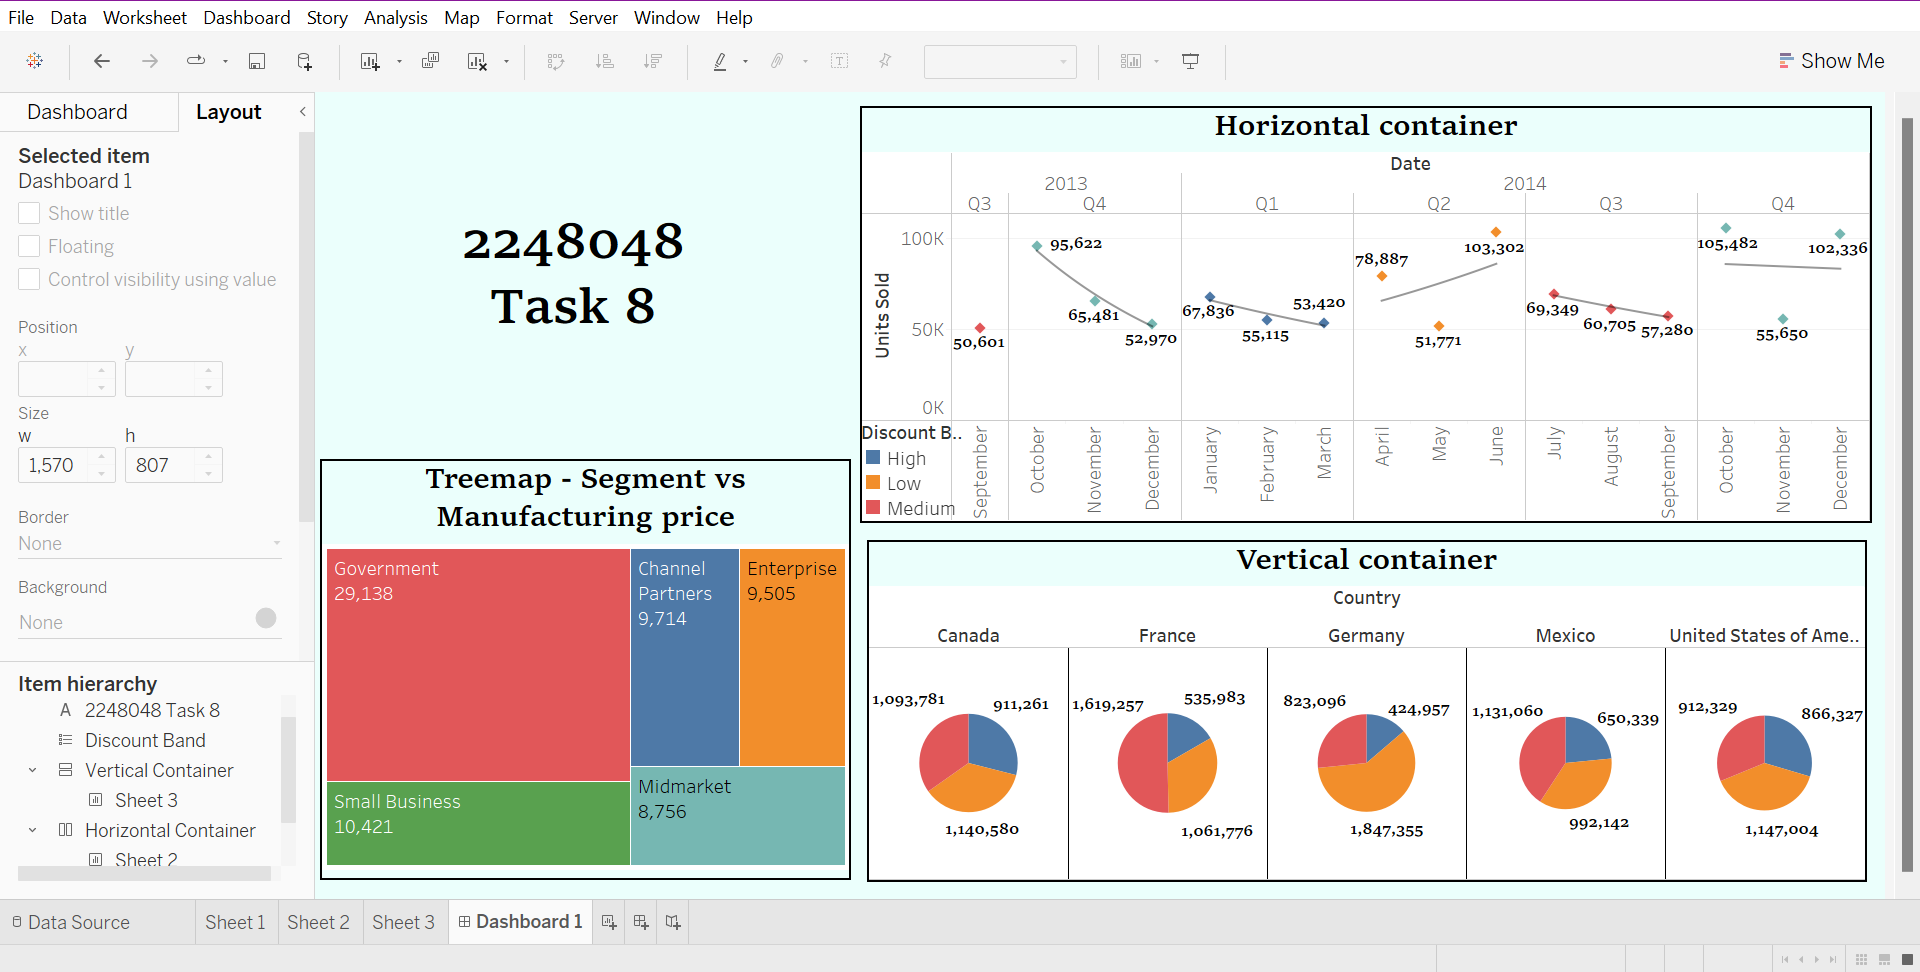 File Data Worksheet Dashboard Story Analysis Map Format Server Window Help
Show Me
Dashboard Layout
Selected item
Dashboard 1
Show title
Floating
Control visibility using value
Position
x y
Size
w h
1,570 807
Border
None
Background
None
Item hierarchy
A 2248048 Task 8
Discount Band
Vertical Container
Sheet 3
Horizontal Container
Sheet 2
2248048
Task 8
Treemap - Segment vs
Manufacturing price
Government
29,138
Channel
Partners
9,714
Enterprise
9,505
Small Business
10,421
Midmarket
8,756
Horizontal container
Date
2013 2014
Q3 Q4 Q1 Q2 Q3 Q4
Units Sold
100K
50K
0K
50,601
95,622
65,481
52,970
67,836
55,115
53,420
78,887
51,771
103,302
69,349
60,705
57,280
105,482
55,650
102,336
September October November December January February March April May June July August September October November December
Discount B..
High
Low
Medium
Vertical container
Country
Canada France Germany Mexico United States of Ame..
1,093,781 911,261
1,140,580
1,619,257 535,983
1,061,776
823,096 424,957
1,847,355
1,131,060 650,339
992,142
912,329 866,327
1,147,004
Data Source Sheet 1 Sheet 2 Sheet 3 Dashboard 1